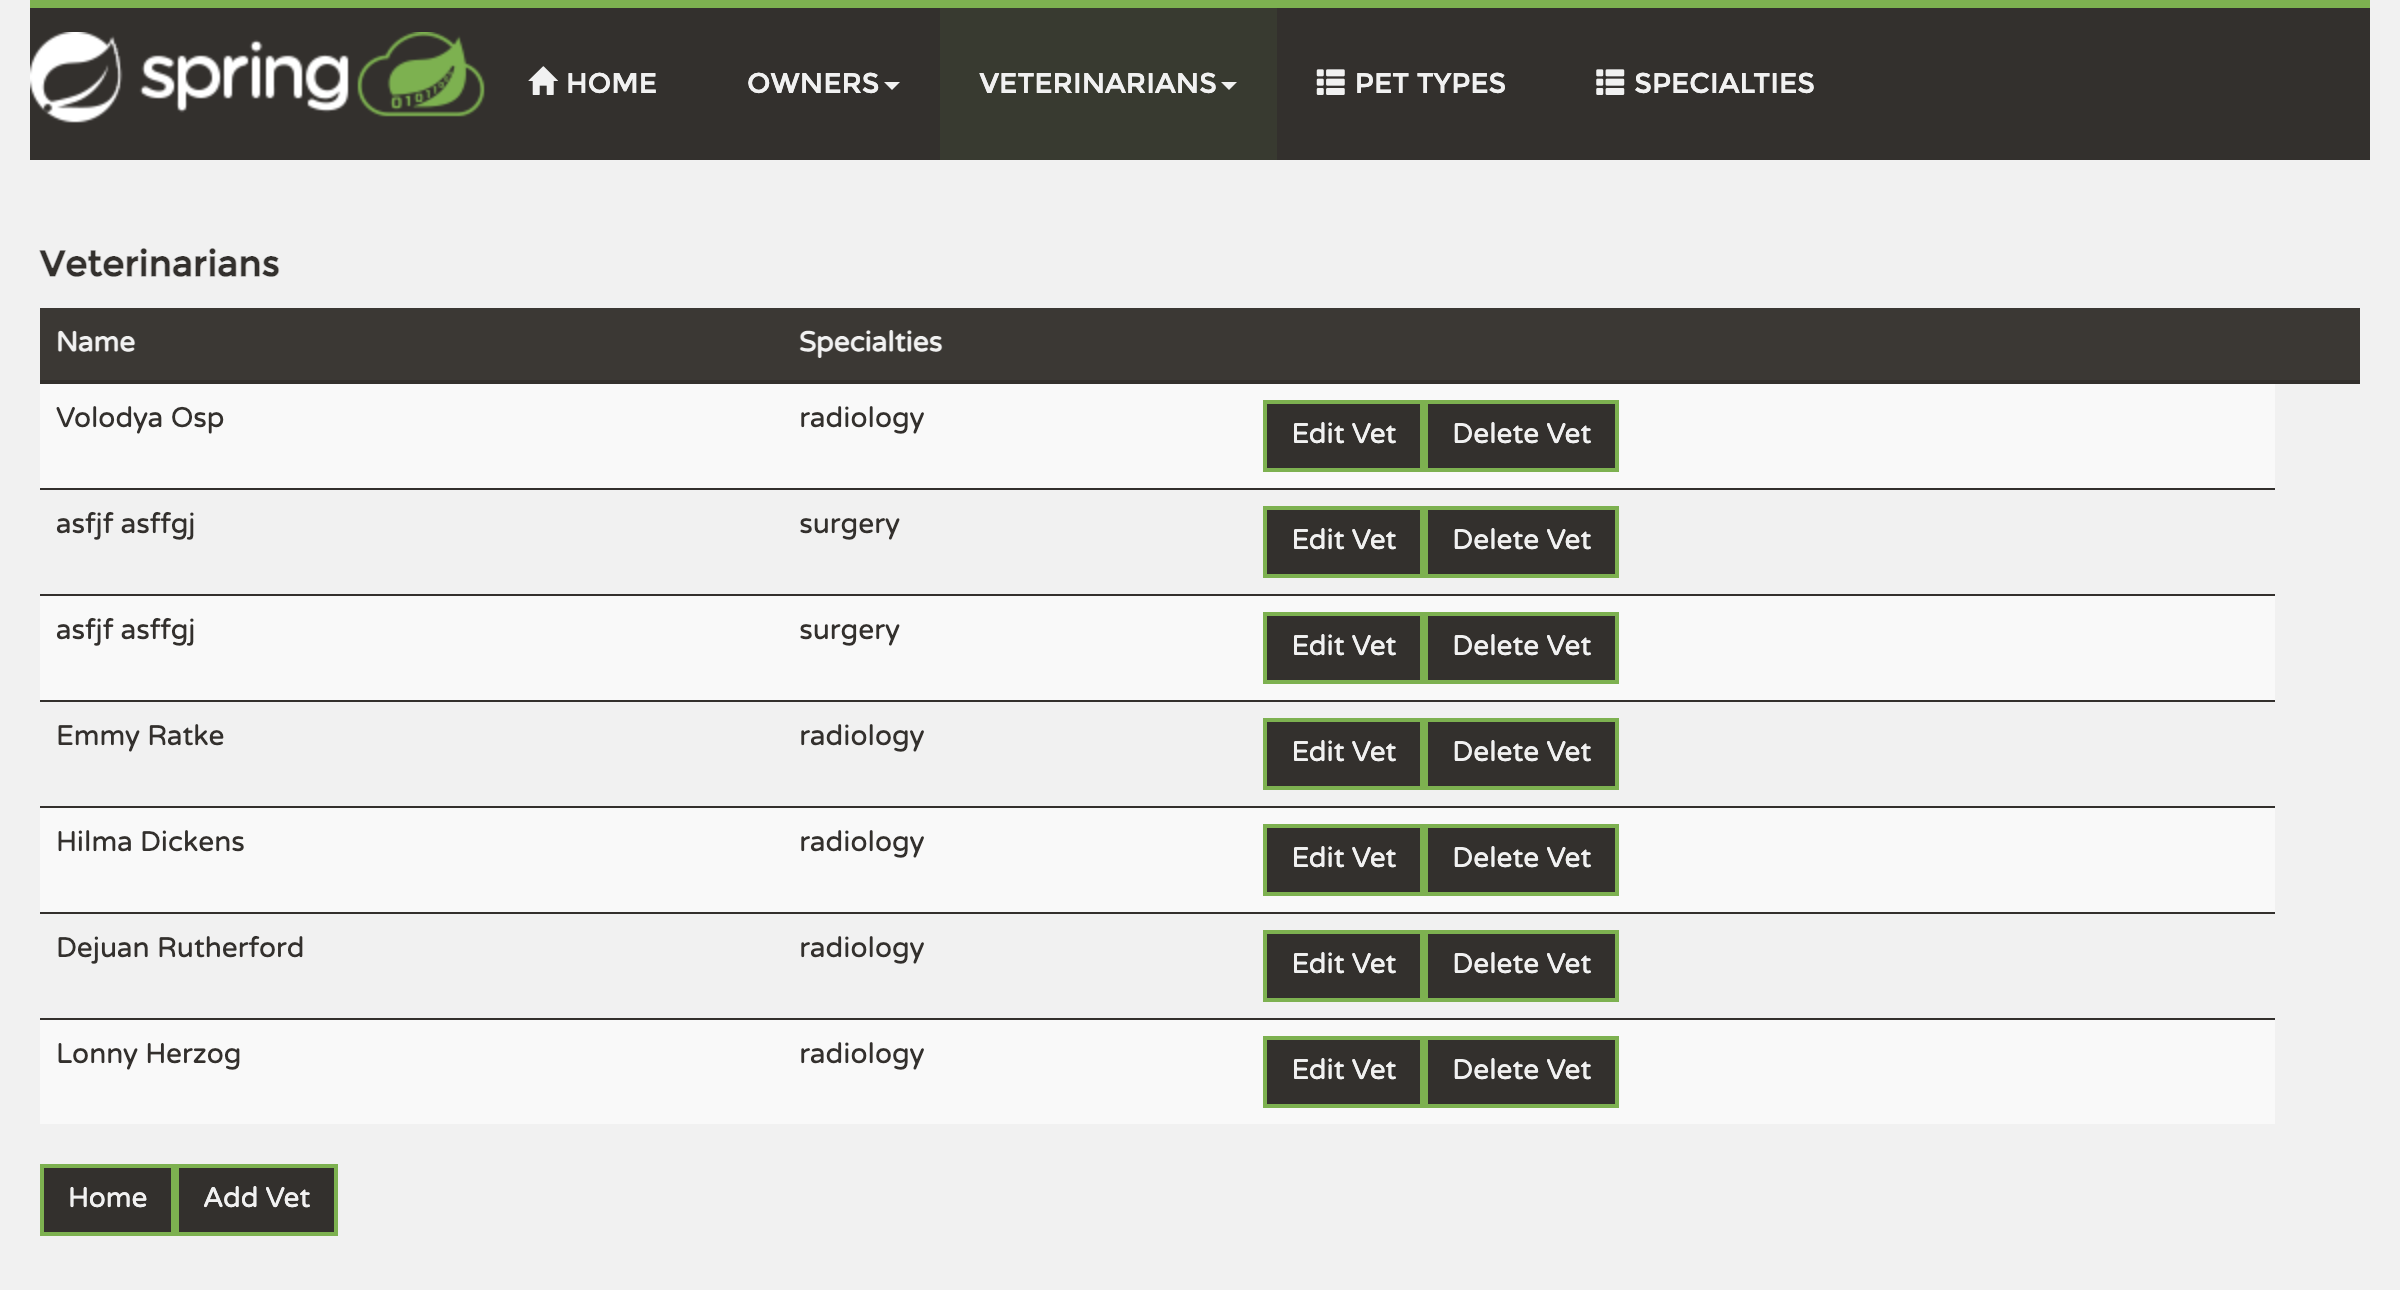 spring HOME OWNERS VETERINARIANS PET TYPES SPECIALTIES
Veterinarians
Name Specialties
Volodya Osp radiology Edit Vet Delete Vet
asfjf asffgj surgery Edit Vet Delete Vet
asfjf asffgj surgery Edit Vet Delete Vet
Emmy Ratke radiology Edit Vet Delete Vet
Hilma Dickens radiology Edit Vet Delete Vet
Dejuan Rutherford radiology Edit Vet Delete Vet
Lonny Herzog radiology Edit Vet Delete Vet
Home Add Vet